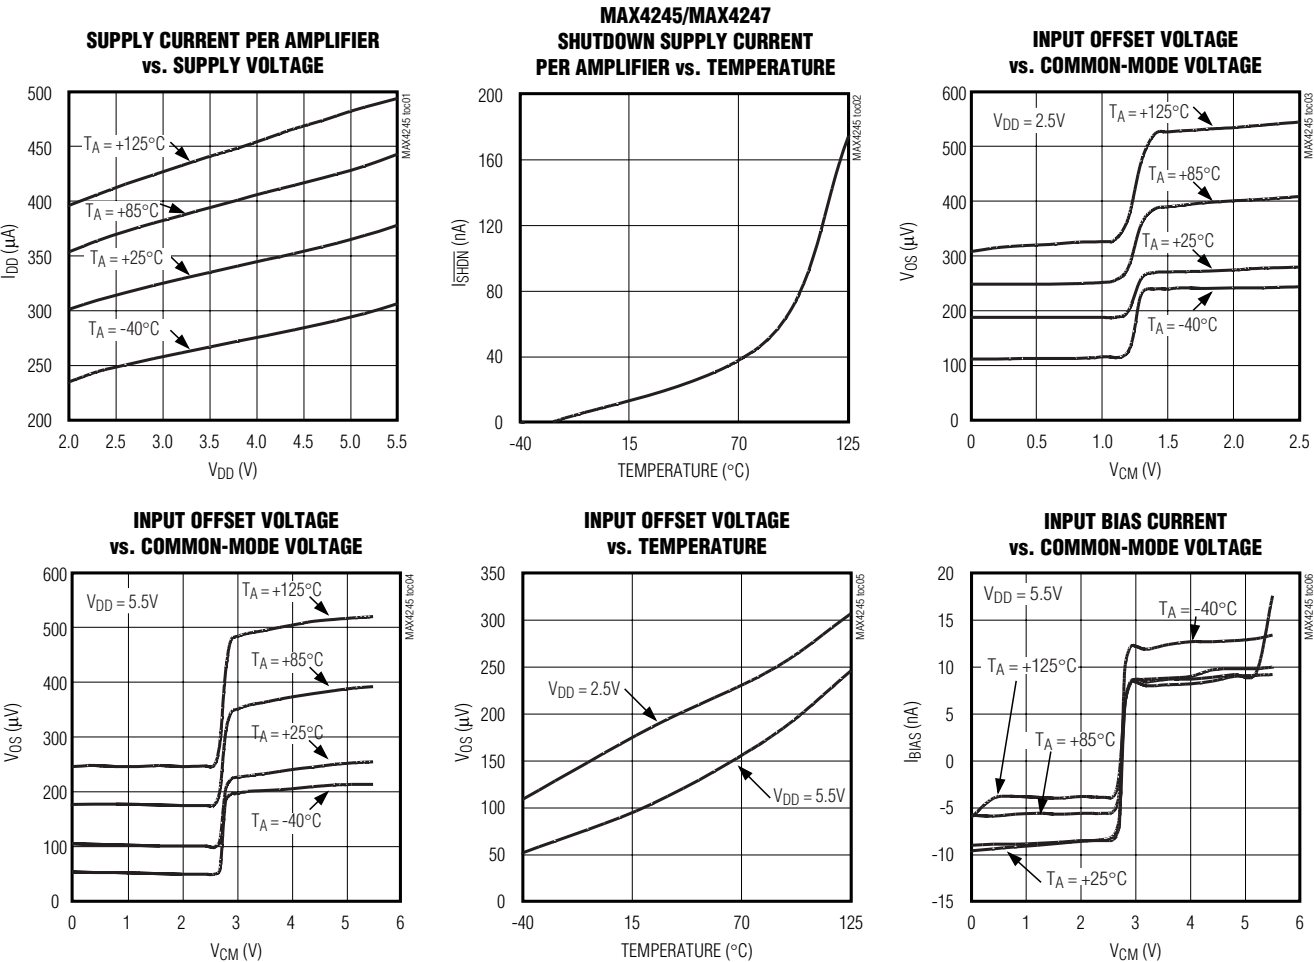 SUPPLY CURRENT PER AMPLIFIER
vs. SUPPLY VOLTAGE
500
450
400
350
300
250
200
IDD (µA)
TA = +125°C
TA = +85°C
TA = +25°C
TA = -40°C
MAX4245 toc01
2.0 2.5 3.0 3.5 4.0 4.5 5.0 5.5
VDD (V)
MAX4245/MAX4247
SHUTDOWN SUPPLY CURRENT
PER AMPLIFIER vs. TEMPERATURE
200
160
120
80
40
0
ISHDN (nA)
MAX4245 toc02
-40 15 70 125
TEMPERATURE (°C)
INPUT OFFSET VOLTAGE
vs. COMMON-MODE VOLTAGE
600
500
400
300
200
100
0
VOS (µV)
VDD = 2.5V
TA = +125°C
TA = +85°C
TA = +25°C
TA = -40°C
MAX4245 toc03
0 0.5 1.0 1.5 2.0 2.5
VCM (V)
INPUT OFFSET VOLTAGE
vs. COMMON-MODE VOLTAGE
600
500
400
300
200
100
0
VOS (µV)
VDD = 5.5V
TA = +125°C
TA = +85°C
TA = +25°C
TA = -40°C
MAX4245 toc04
0 1 2 3 4 5 6
VCM (V)
INPUT OFFSET VOLTAGE
vs. TEMPERATURE
350
300
250
200
150
100
50
0
VOS (µV)
VDD = 2.5V
VDD = 5.5V
MAX4245 toc05
-40 15 70 125
TEMPERATURE (°C)
INPUT BIAS CURRENT
vs. COMMON-MODE VOLTAGE
20
15
10
5
0
-5
-10
-15
IBIAS (nA)
VDD = 5.5V
TA = -40°C
TA = +125°C
TA = +85°C
TA = +25°C
MAX4245 toc06
0 1 2 3 4 5 6
VCM (V)